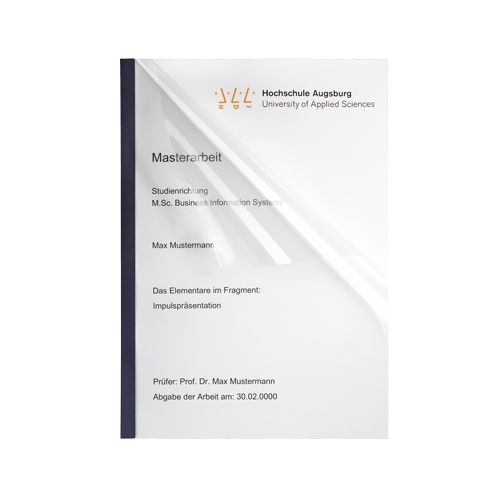 Hochschule Augsburg
University of Applied Sciences
Masterarbeit
Studienrichtung
M.Sc. Business Information Systems
Max Mustermann
Das Elementare im Fragment:
Impulspräsentation
Prüfer: Prof. Dr. Max Mustermann
Abgabe der Arbeit am: 30.02.0000